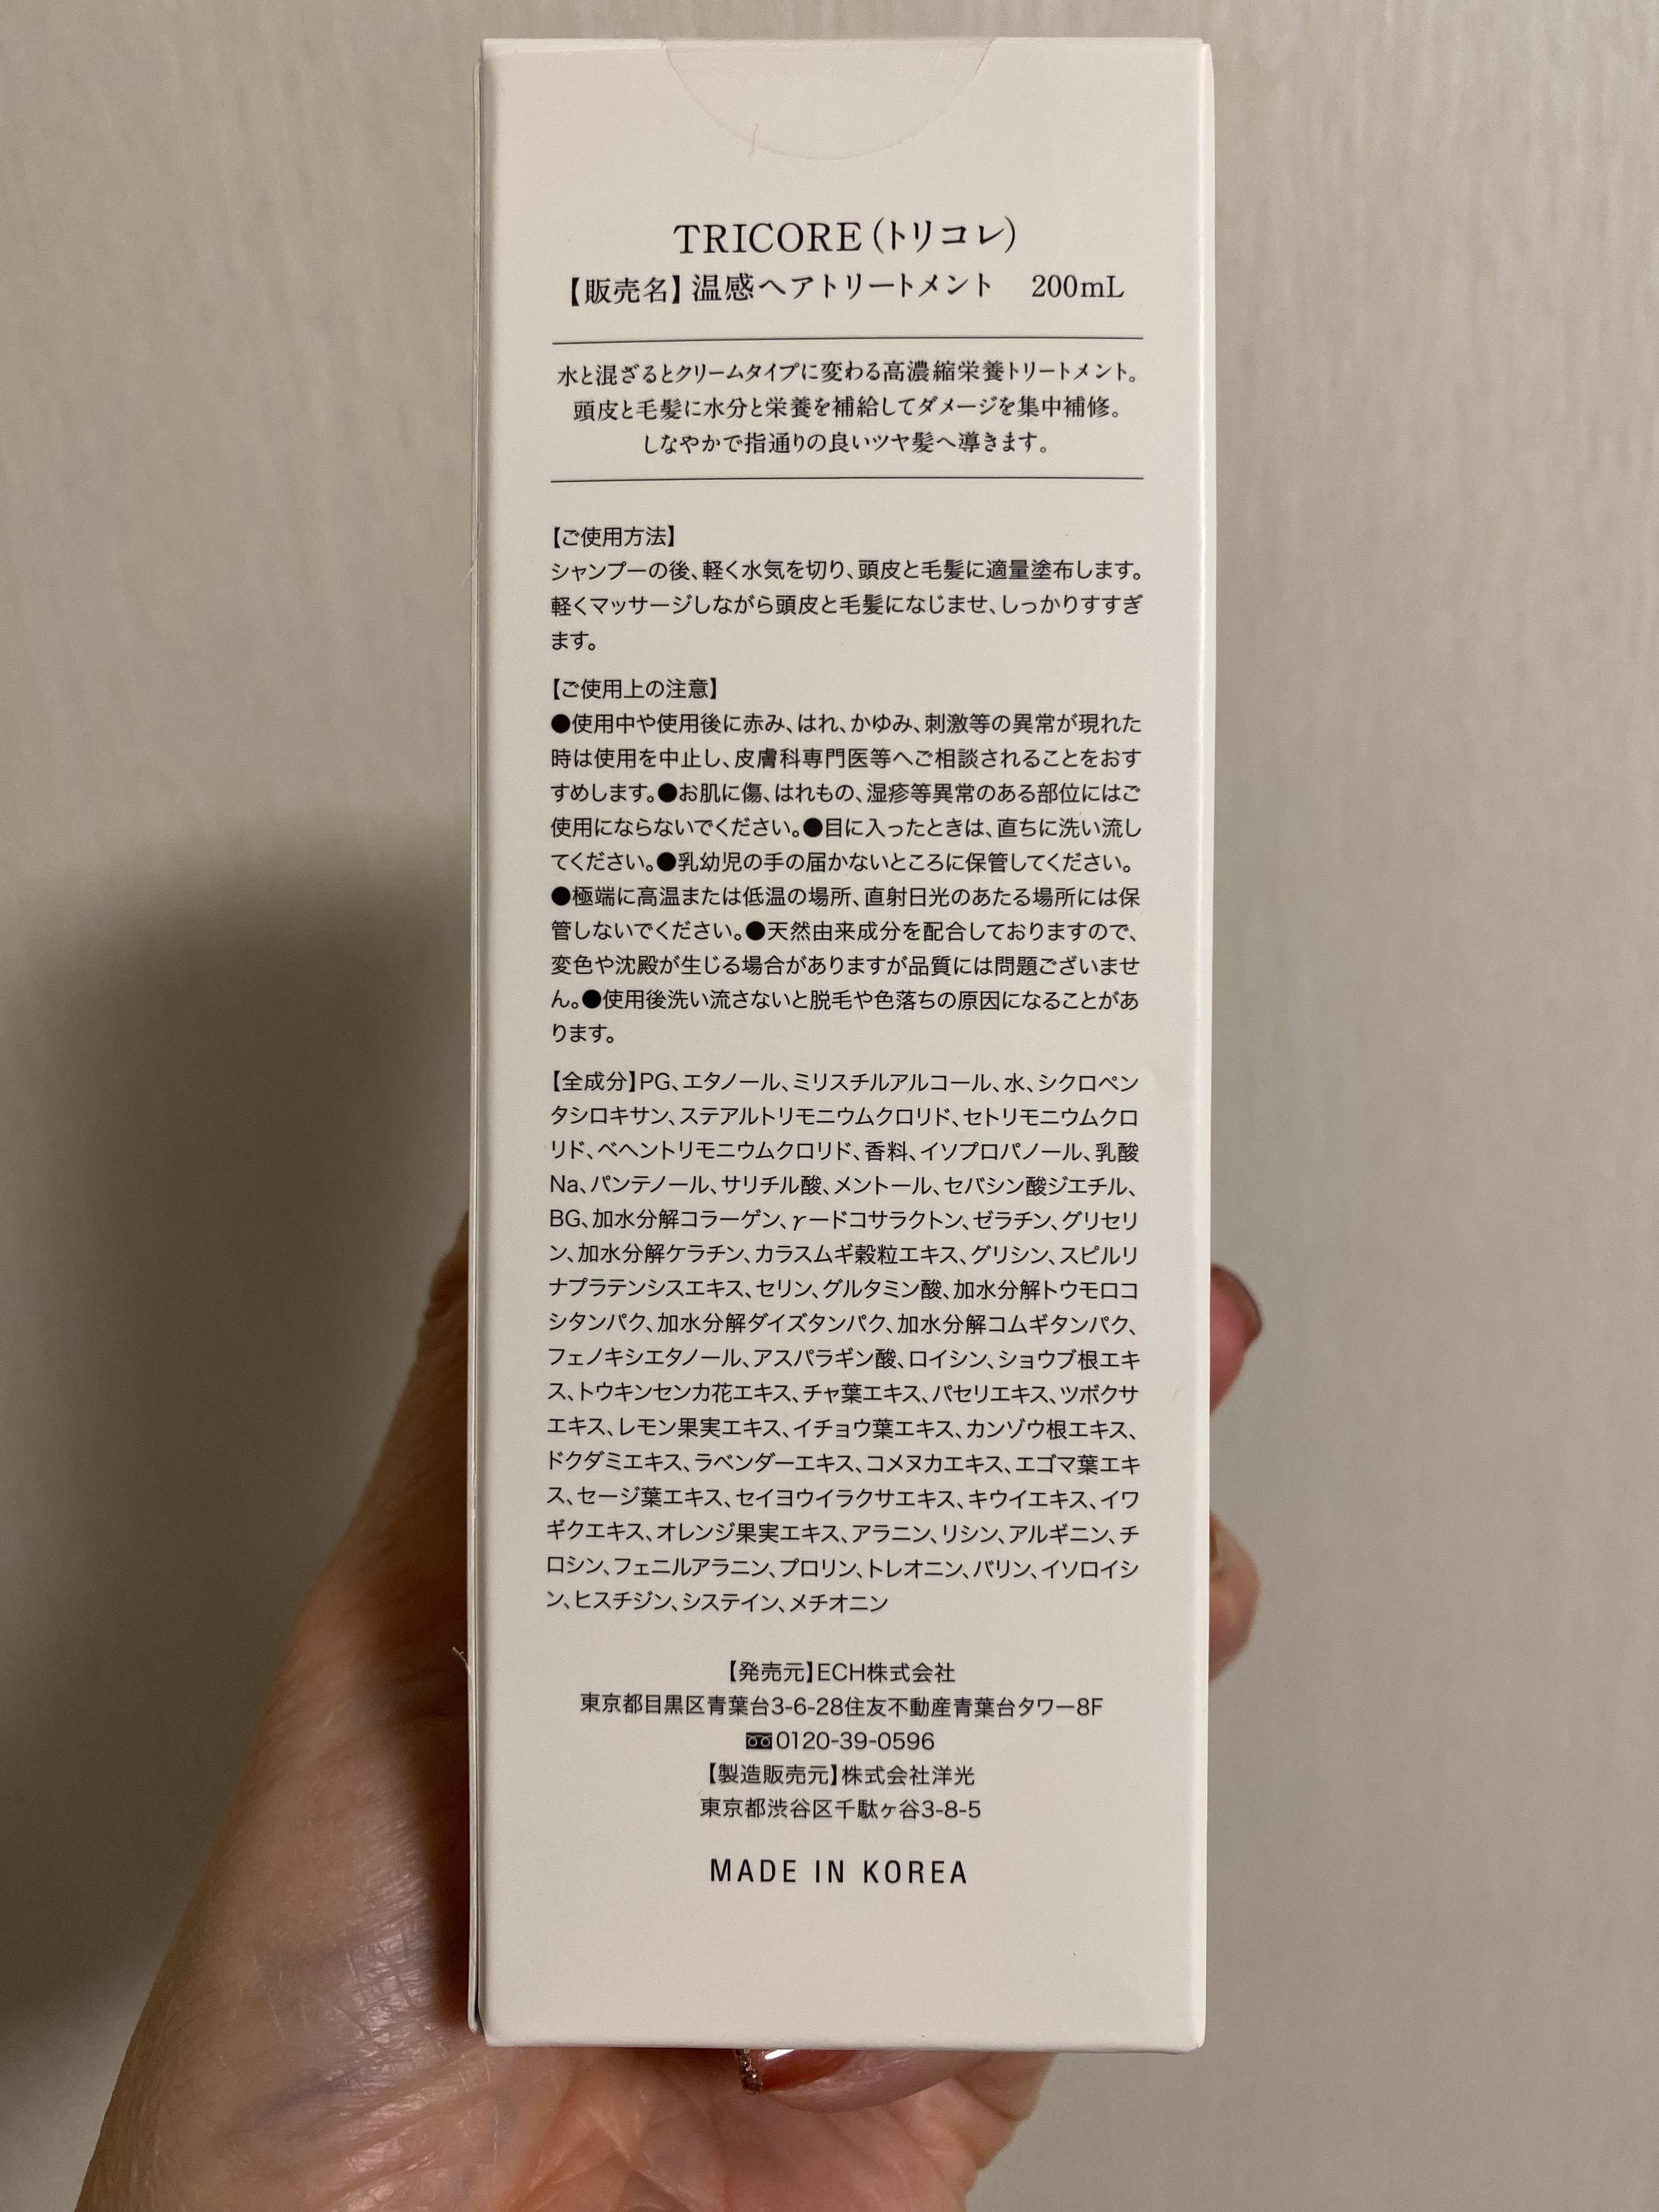 TRICORE（トリコレ）
【販売名】温感ヘアトリートメント　200mL
水と混ざるとクリームタイプに変わる高濃縮栄養トリートメント。
頭皮と毛髪に水分と栄養を補給してダメージを集中補修。
しなやかで指通りの良いツヤ髪へ導きます。
【ご使用方法】
シャンプーの後、軽く水気を切り、頭皮と毛髪に適量塗布します。
軽くマッサージしながら頭皮と毛髪になじませ、しっかりすすぎ
ます。
【ご使用上の注意】
●使用中や使用後に赤み、はれ、かゆみ、刺激等の異常が現れた
時は使用を中止し、皮膚科専門医等へご相談されることをおす
すめします。●お肌に傷、はれもの、湿疹等異常のある部位にはご
使用にならないでください。●目に入ったときは、直ちに洗い流し
てください。●乳幼児の手の届かないところに保管してください。
●極端に高温または低温の場所、直射日光のあたる場所には保
管しないでください。●天然由来成分を配合しておりますので、
変色や沈殿が生じる場合がありますが品質には問題ございませ
ん。●使用後洗い流さないと脱毛や色落ちの原因になることがあ
ります。
【全成分】PG、エタノール、ミリスチルアルコール、水、シクロペン
タシロキサン、ステアルトリモニウムクロリド、セトリモニウムクロ
リド、ベヘントリモニウムクロリド、香料、イソプロパノール、乳酸
Na、パンテノール、サリチル酸、メントール、セバシン酸ジエチル、
BG、加水分解コラーゲン、γードコサラクトン、ゼラチン、グリセリ
ン、加水分解ケラチン、カラスムギ穀粒エキス、グリシン、スピルリ
ナプラテンシスエキス、セリン、グルタミン酸、加水分解トウモロコ
シタンパク、加水分解ダイズタンパク、加水分解コムギタンパク、
フェノキシエタノール、アスパラギン酸、ロイシン、ショウブ根エキ
ス、トウキンセンカ花エキス、チャ葉エキス、パセリエキス、ツボクサ
エキス、レモン果実エキス、イチョウ葉エキス、カンゾウ根エキス、
ドクダミエキス、ラベンダーエキス、コメヌカエキス、エゴマ葉エキ
ス、セージ葉エキス、セイヨウイラクサエキス、キウイエキス、イワ
ギクエキス、オレンジ果実エキス、アラニン、リシン、アルギニン、チ
ロシン、フェニルアラニン、プロリン、トレオニン、バリン、イソロイシ
ン、ヒスチジン、システイン、メチオニン
【発売元】ECH株式会社
東京都目黒区青葉台3-6-28住友不動産青葉台タワー8F
0120-39-0596
【製造販売元】株式会社洋光
東京都渋谷区千駄ヶ谷3-8-5
MADE IN KOREA